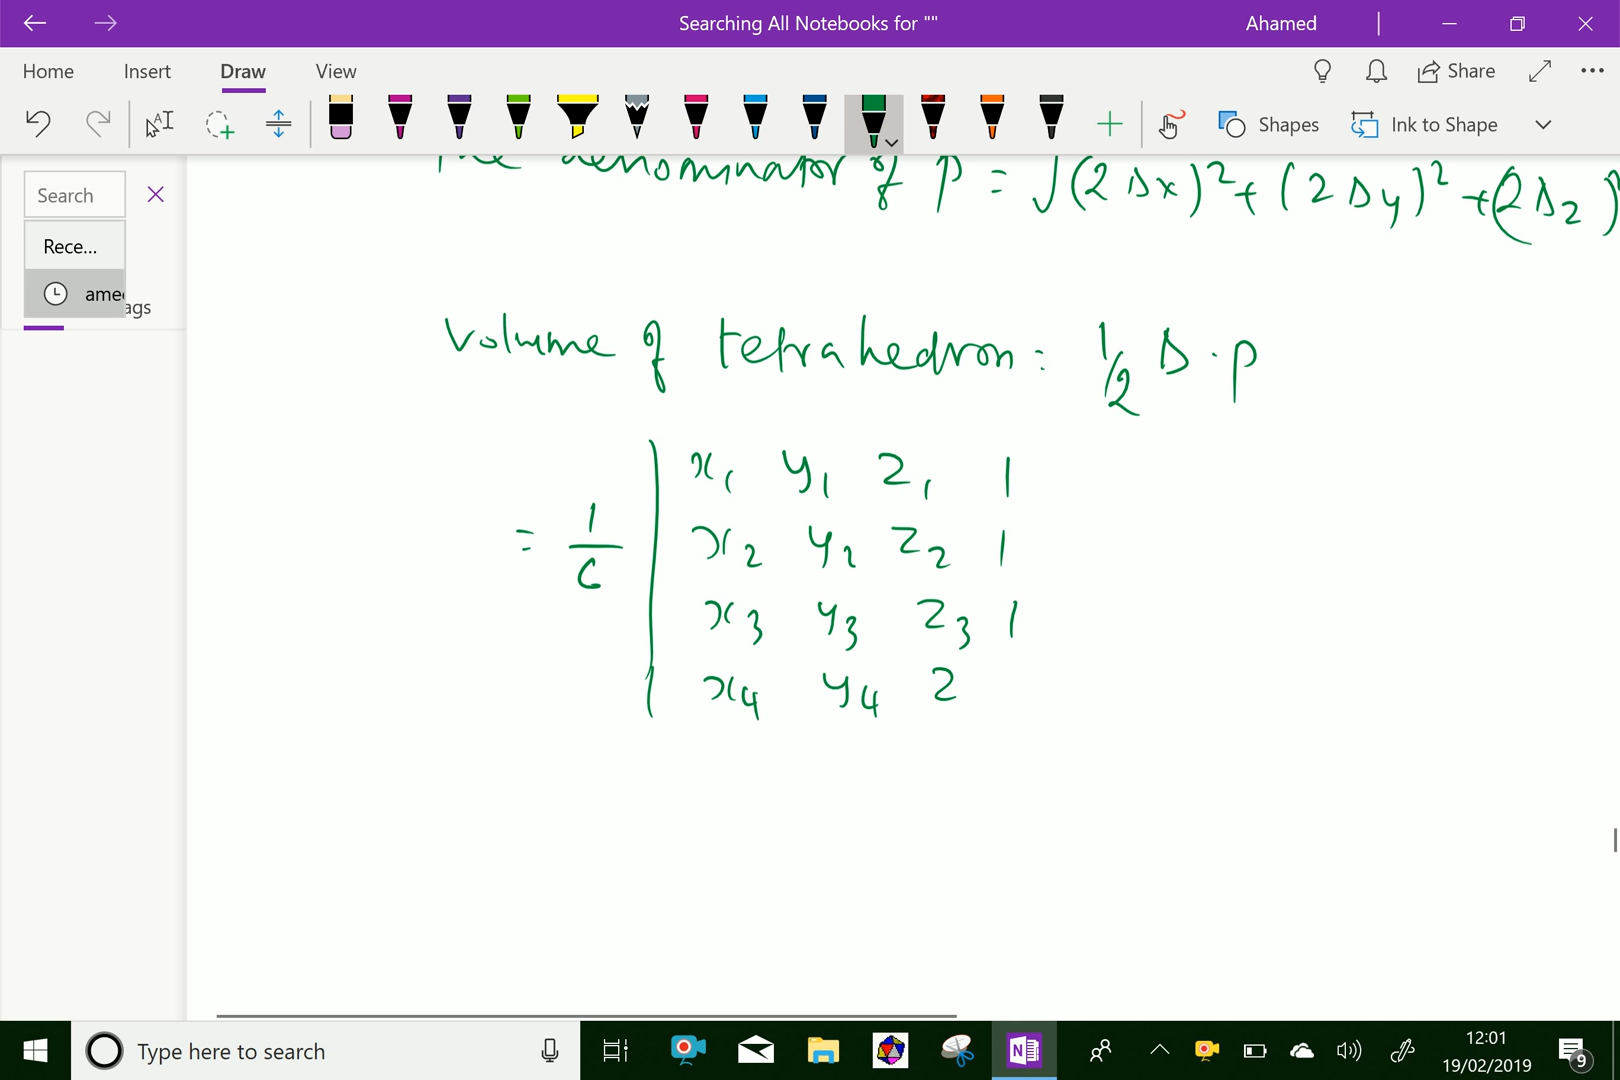 Searching All Notebooks for ""
Ahamed
Home Insert Draw View
Share
Shapes Ink to Shape
Search
Rece...
ame
ags
The denominator of p = √(2Δx)²+(2Δy)²+(2Δz)²
Volume of tetrahedron: 1/2 Δ.p
= 1/6 | x₁ y₁ z₁ 1
x₂ y₂ z₂ 1
x₃ y₃ z₃ 1
x₄ y₄ z
Type here to search
12:01
19/02/2019
9